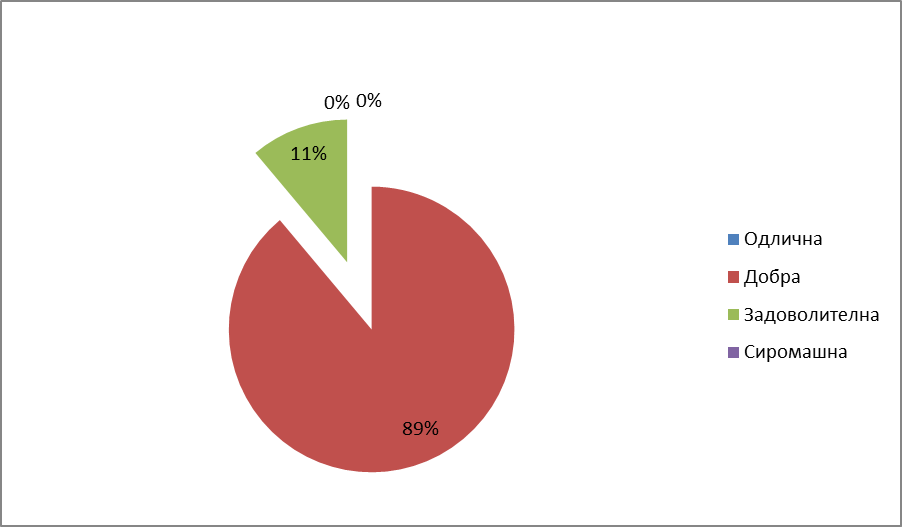 0% 0%
11%
89%
Одлична
Добра
Задоволителна
Сиромашна